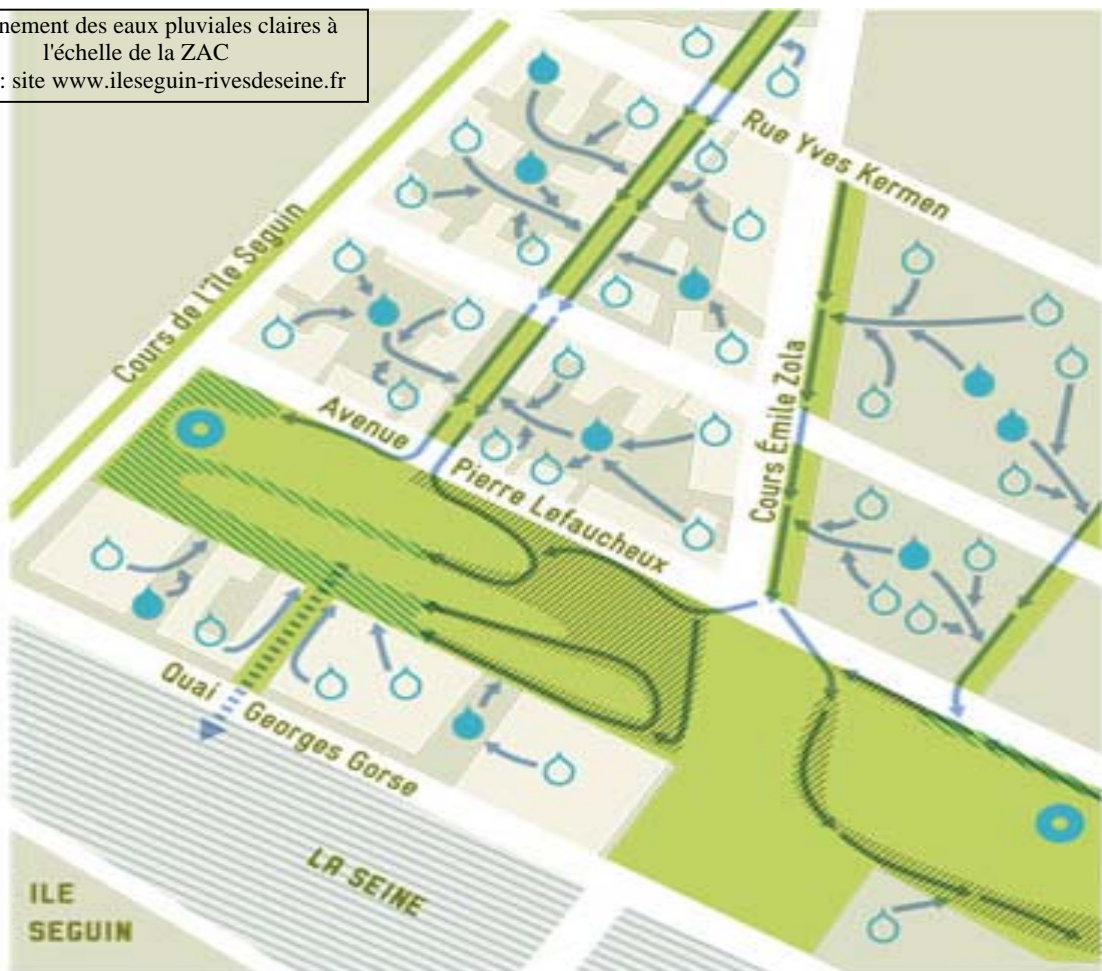 nement des eaux pluviales claires à
l'échelle de la ZAC
: site www.ileseguin-rivesdeseine.fr
Rue Yves Kermen
Cours de l'île Seguin
Cours Émile Zola
Avenue Pierre Lefaucheux
Quai Georges Gorse
LA SEINE
ILE
SEGUIN